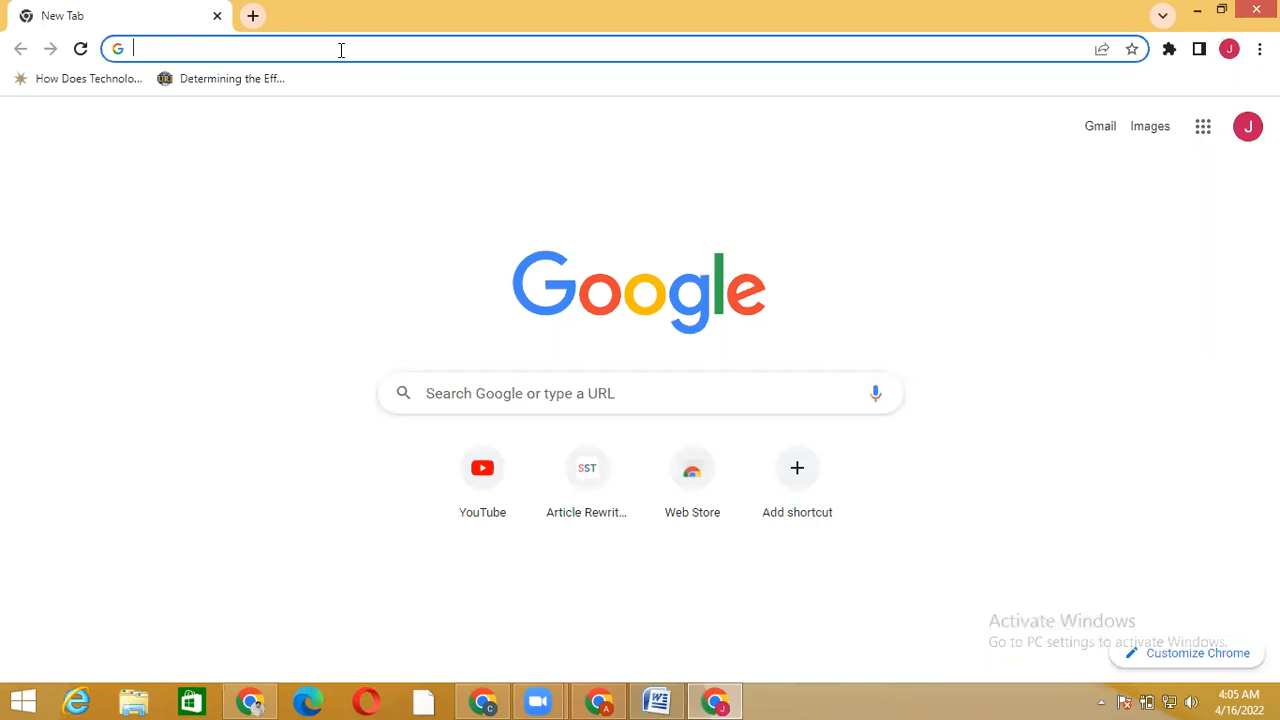 New Tab
How Does Technolo...
Determining the Eff...
J
Gmail
Images
J
Google
Search Google or type a URL
SST
YouTube
Article Rewrit...
Web Store
Add shortcut
Activate Windows
Go to PC settings to activate Windows.
Customize Chrome
4:05 AM
4/16/2022